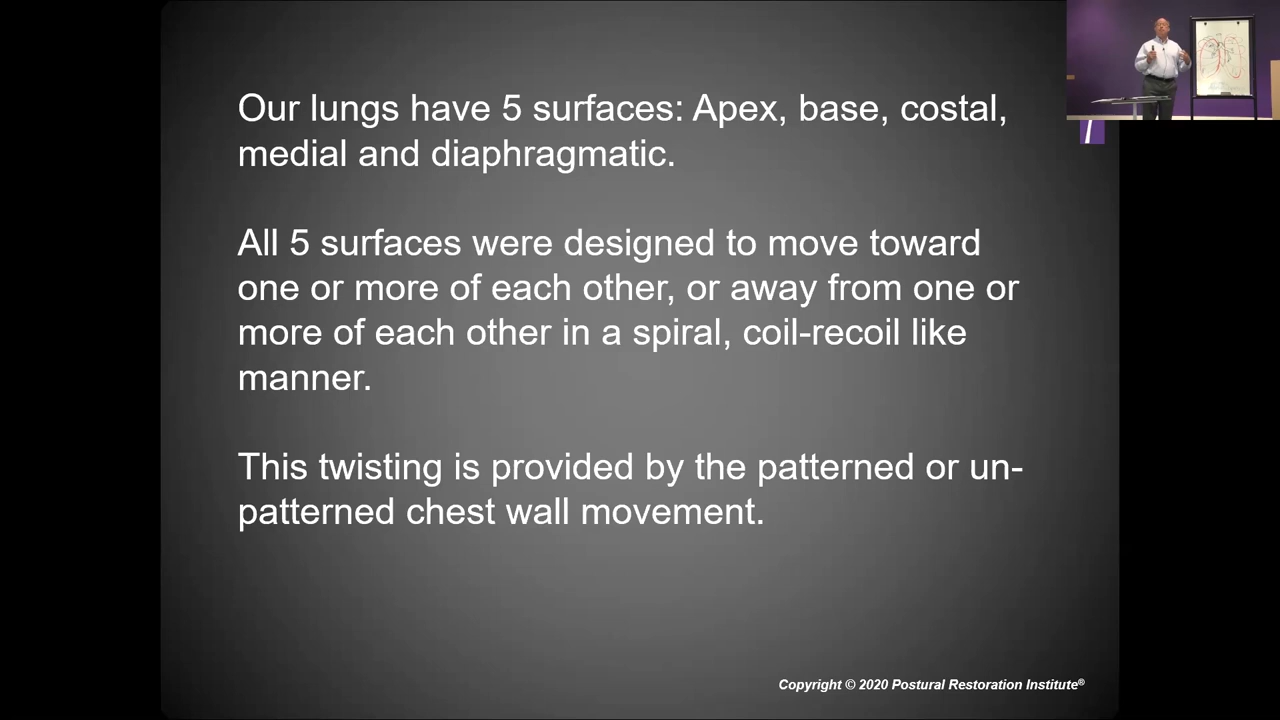 Our lungs have 5 surfaces: Apex, base, costal,
medial and diaphragmatic.
All 5 surfaces were designed to move toward
one or more of each other, or away from one or
more of each other in a spiral, coil-recoil like
manner.
This twisting is provided by the patterned or un-
patterned chest wall movement.
Copyright © 2020 Postural Restoration Institute®